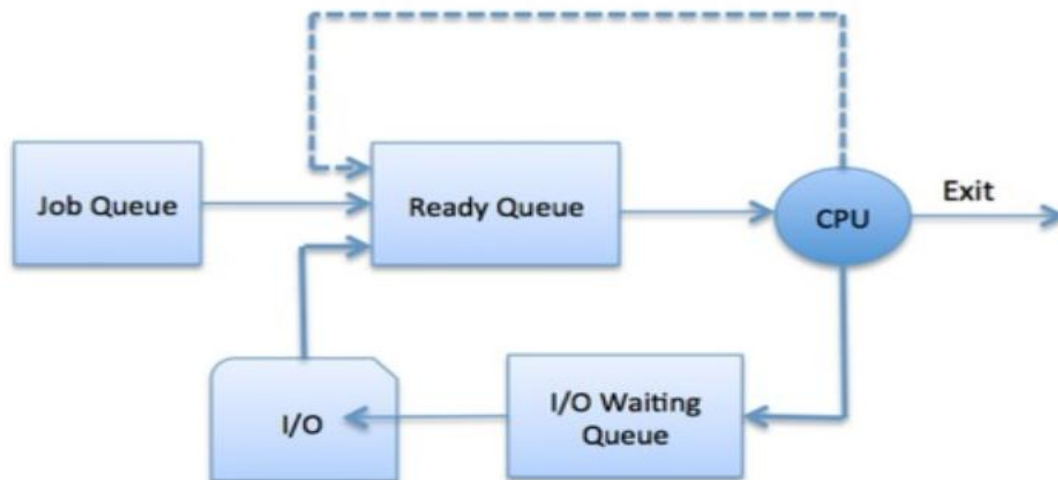 Job Queue
Ready Queue
CPU
Exit
I/O
I/O Waiting
Queue